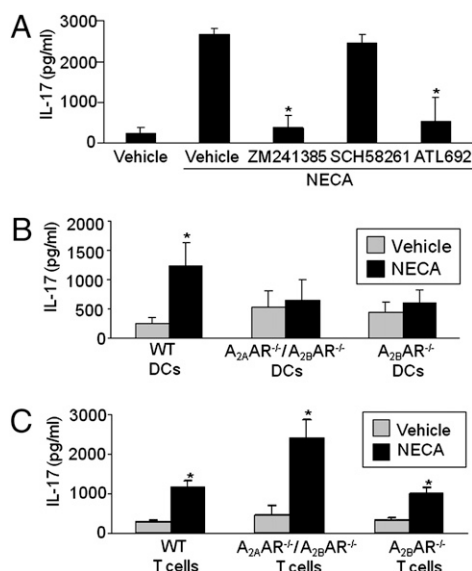 A
IL-17 (pg/ml)
3000
2000
1000
0
Vehicle Vehicle ZM241385 SCH58261 ATL692
* *
NECA
B
IL-17 (pg/ml)
2000
1500
1000
500
0
*
Vehicle
NECA
WT A2AAR-/-/A2BAR-/- A2BAR-/-
DCs DCs DCs
C
IL-17 (pg/ml)
3000
2000
1000
0
* * *
Vehicle
NECA
WT A2AAR-/-/A2BAR-/- A2BAR-/-
T cells T cells T cells